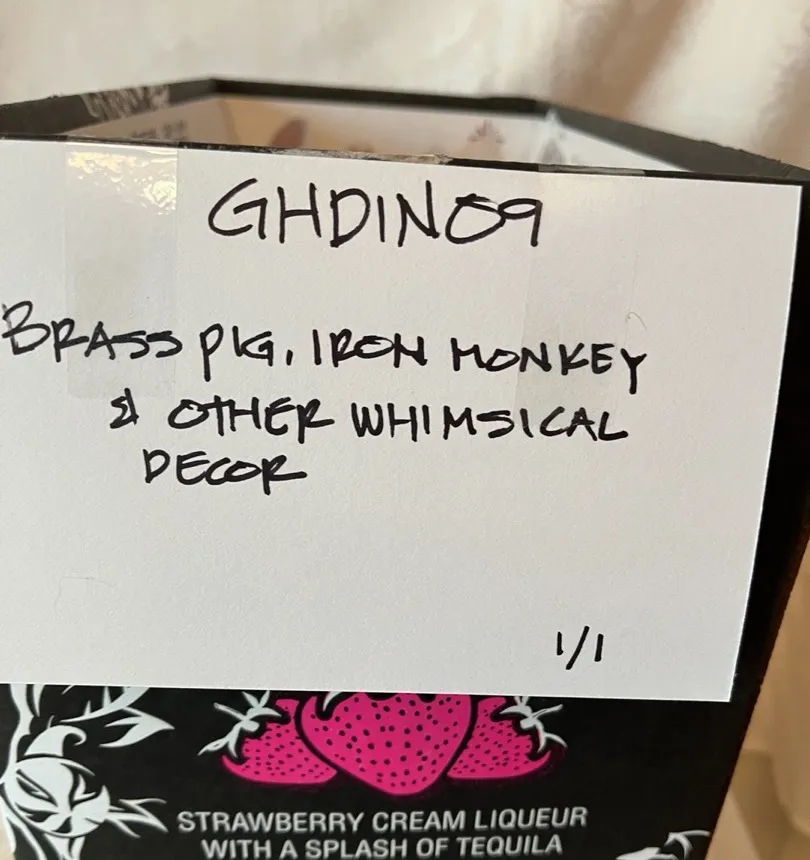 GHDIN09
BRASS PIG, IRON MONKEY
& OTHER WHIMSICAL
DECOR
1/1
STRAWBERRY CREAM LIQUEUR
WITH A SPLASH OF TEQUILA